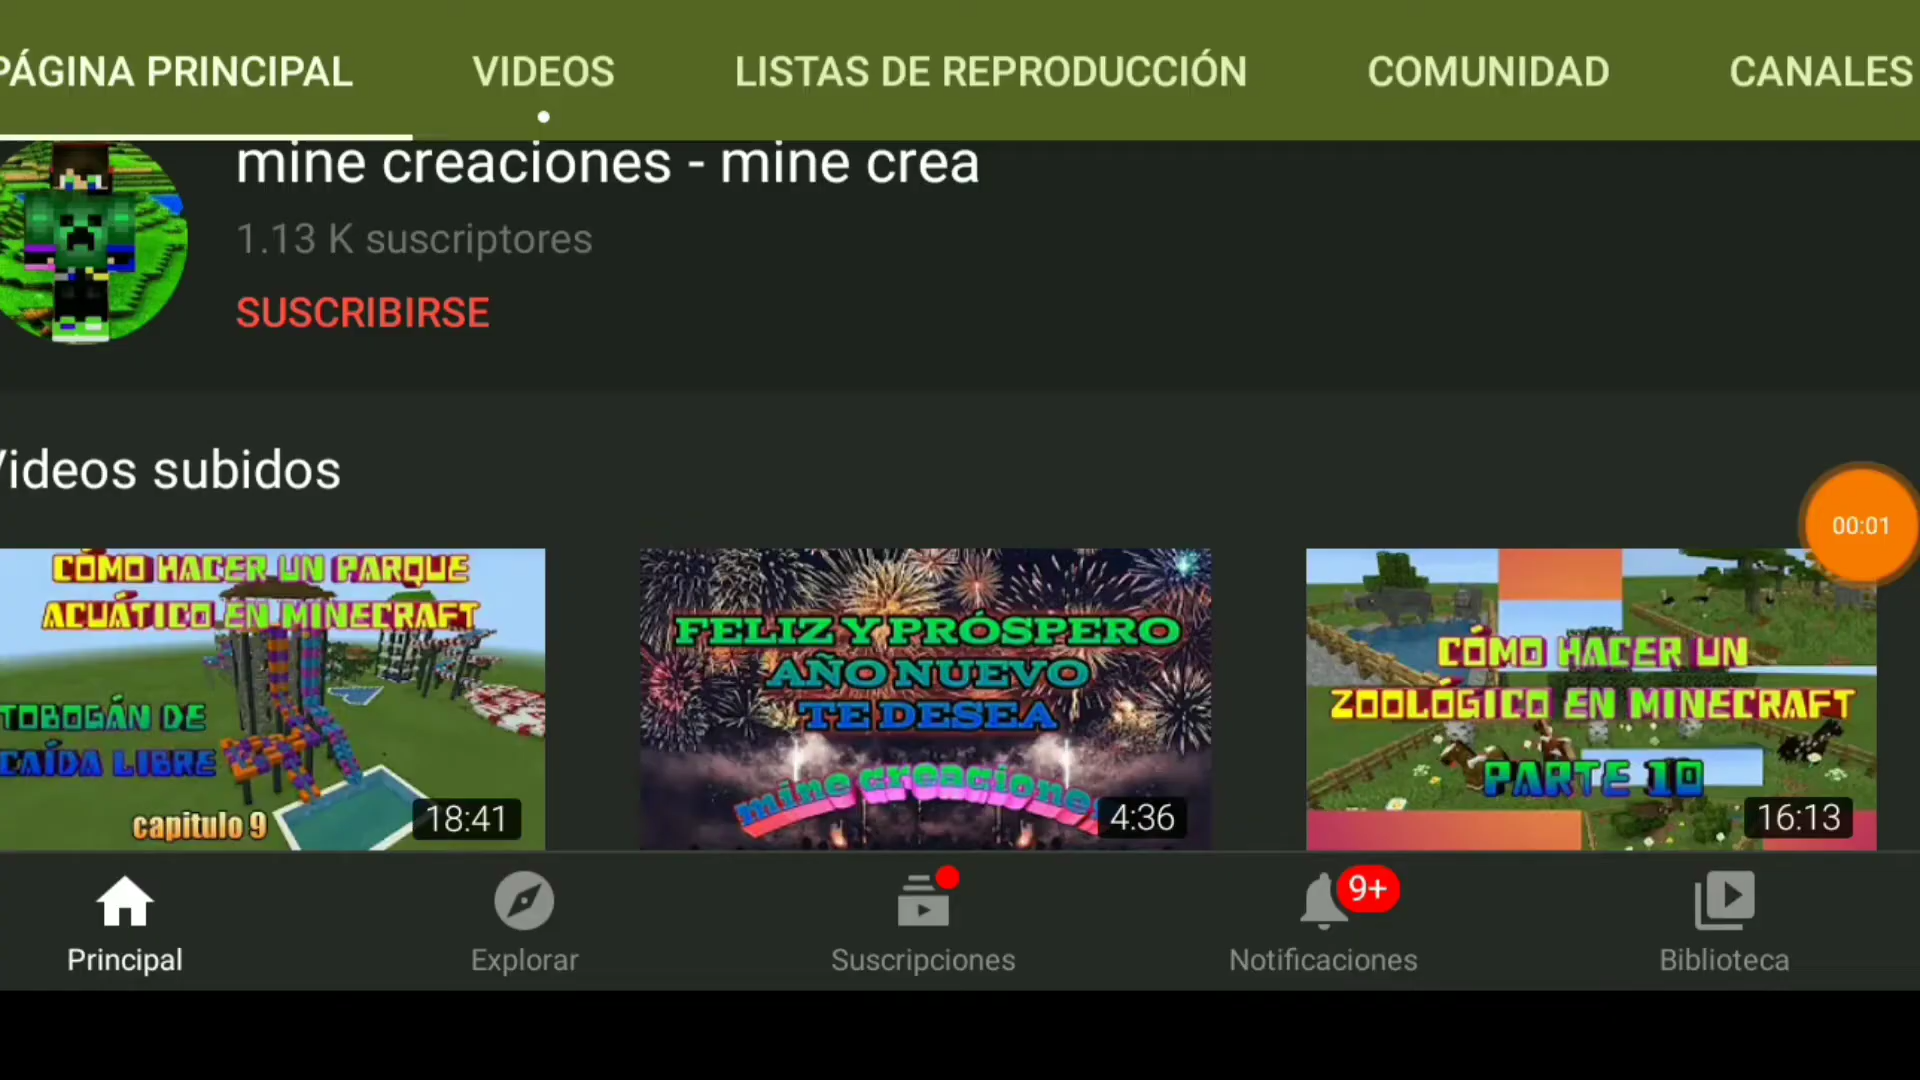 PÁGINA PRINCIPAL VIDEOS LISTAS DE REPRODUCCIÓN COMUNIDAD CANALES
mine creaciones - mine crea
1.13 K suscriptores
SUSCRIBIRSE
Videos subidos
00:01
CÓMO HACER UN PARQUE
ACUÁTICO EN MINECRAFT
TOBOGÁN DE
CAÍDA LIBRE
capitulo 9
18:41
FELIZ Y PRÓSPERO
AÑO NUEVO
TE DESEA
mine creaciones
4:36
CÓMO HACER UN
ZOOLÓGICO EN MINECRAFT
PARTE 10
16:13
9+
Principal Explorar Suscripciones Notificaciones Biblioteca